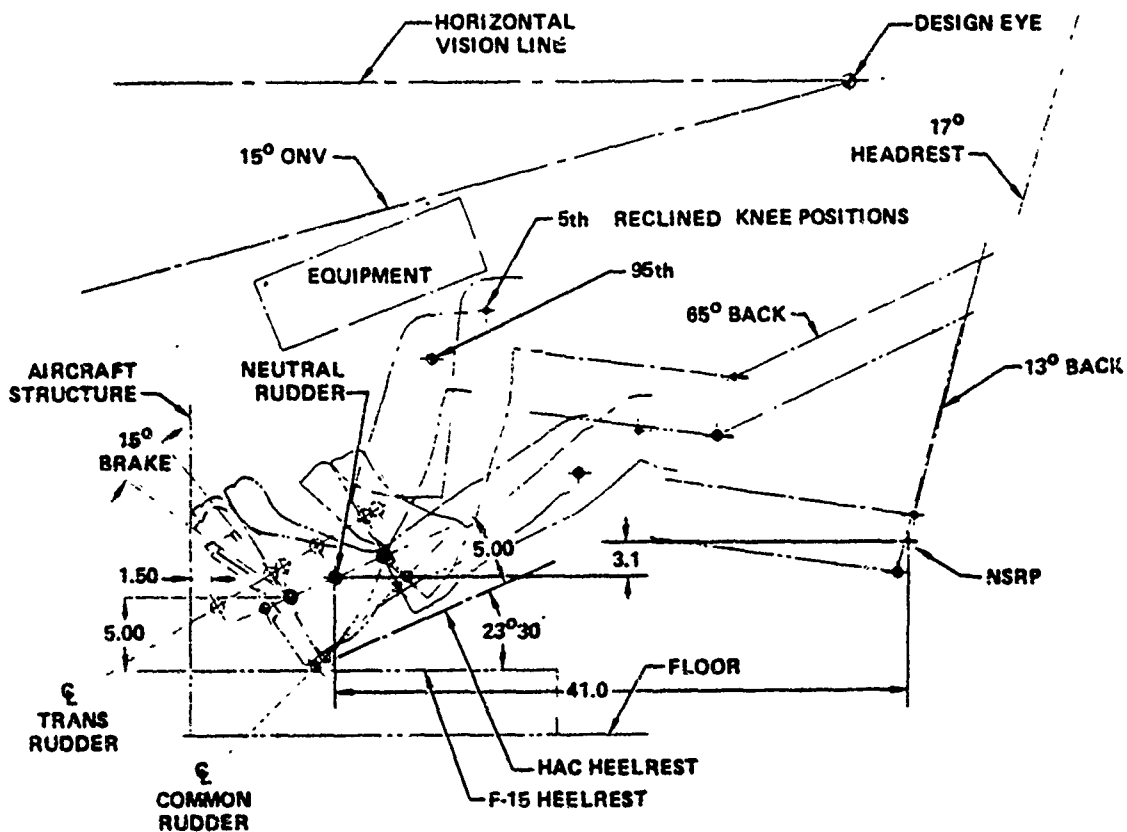 HORIZONTAL
VISION LINE
DESIGN EYE
17°
HEADREST
15° ONV
5th RECLINED KNEE POSITIONS
EQUIPMENT
95th
65° BACK
AIRCRAFT
STRUCTURE
NEUTRAL
RUDDER
13° BACK
15°
BRAKE
5.00
3.1
1.50
NSRP
5.00
23°30'
FLOOR
41.0
℄
TRANS
RUDDER
HAC HEELREST
F-15 HEELREST
℄
COMMON
RUDDER